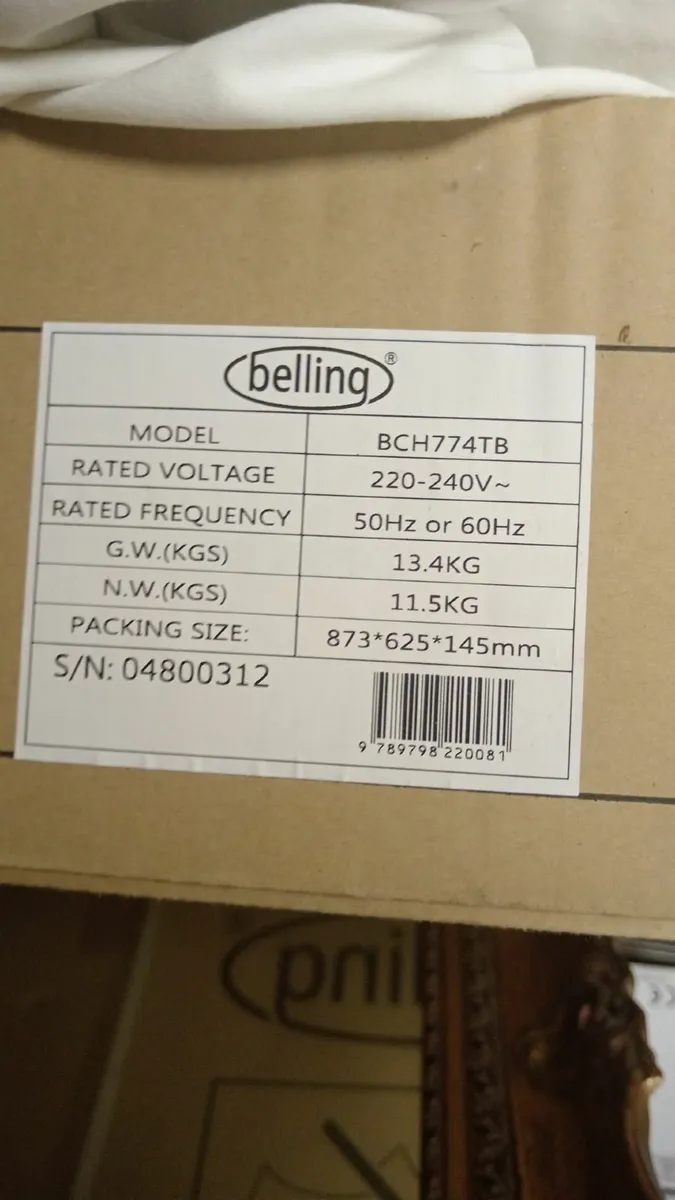 belling®
MODEL BCH774TB
RATED VOLTAGE 220-240V~
RATED FREQUENCY 50Hz or 60Hz
G.W.(KGS) 13.4KG
N.W.(KGS) 11.5KG
PACKING SIZE: 873*625*145mm
S/N: 04800312
9 789798 220081